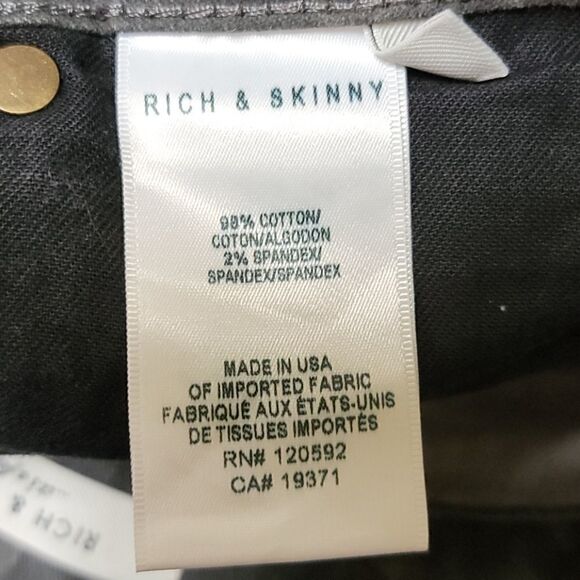 RICH & SKINNY
98% COTTON/
COTON/ALGODON
2% SPANDEX/
SPANDEX/SPANDEX
MADE IN USA
OF IMPORTED FABRIC
FABRIQUÉ AUX ÉTATS-UNIS
DE TISSUES IMPORTÉS
RN# 120592
CA# 19371
RICH &